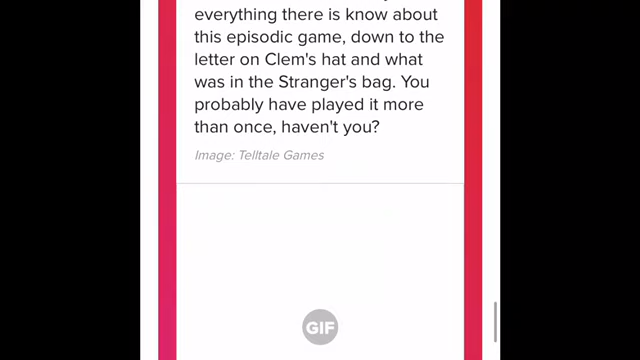 everything there is know about
this episodic game, down to the
letter on Clem's hat and what
was in the Stranger's bag. You
probably have played it more
than once, haven't you?
Image: Telltale Games
GIF